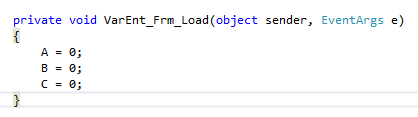 private void VarEnt_Frm_Load(object sender, EventArgs e)
{
    A = 0;
    B = 0;
    C = 0;
}